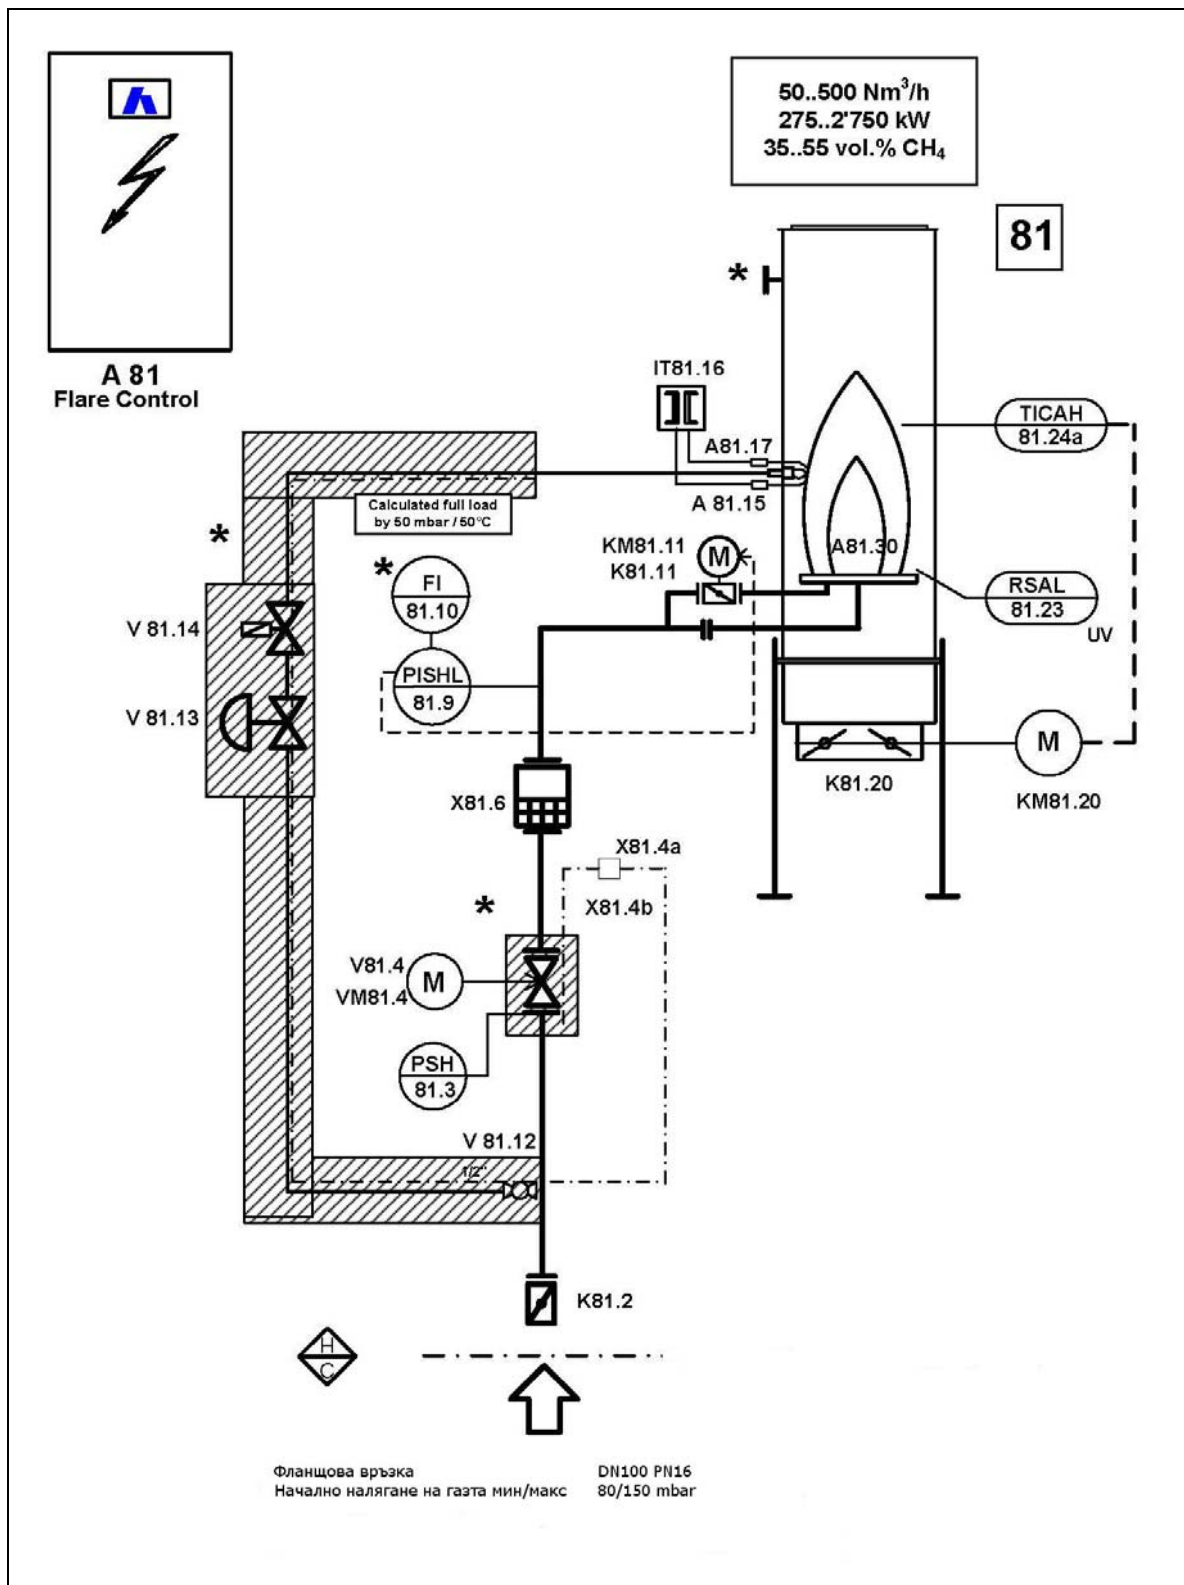 50..500 Nm³/h
275..2'750 kW
35..55 vol.% CH₄
81
A 81
Flare Control
IT81.16
A81.17
A 81.15
TICAH
81.24a
Calculated full load
by 50 mbar / 50°C
*
*
*
*
KM81.11
K81.11
M
A81.30
FI
81.10
RSAL
81.23
UV
V 81.14
PISHL
81.9
V 81.13
M
K81.20
KM81.20
X81.6
X81.4a
X81.4b
V81.4
VM81.4
M
PSH
81.3
V 81.12
1/2"
K81.2
H
C
Фланщова връзка DN100 PN16
Начално налягане на газта мин/макс 80/150 mbar